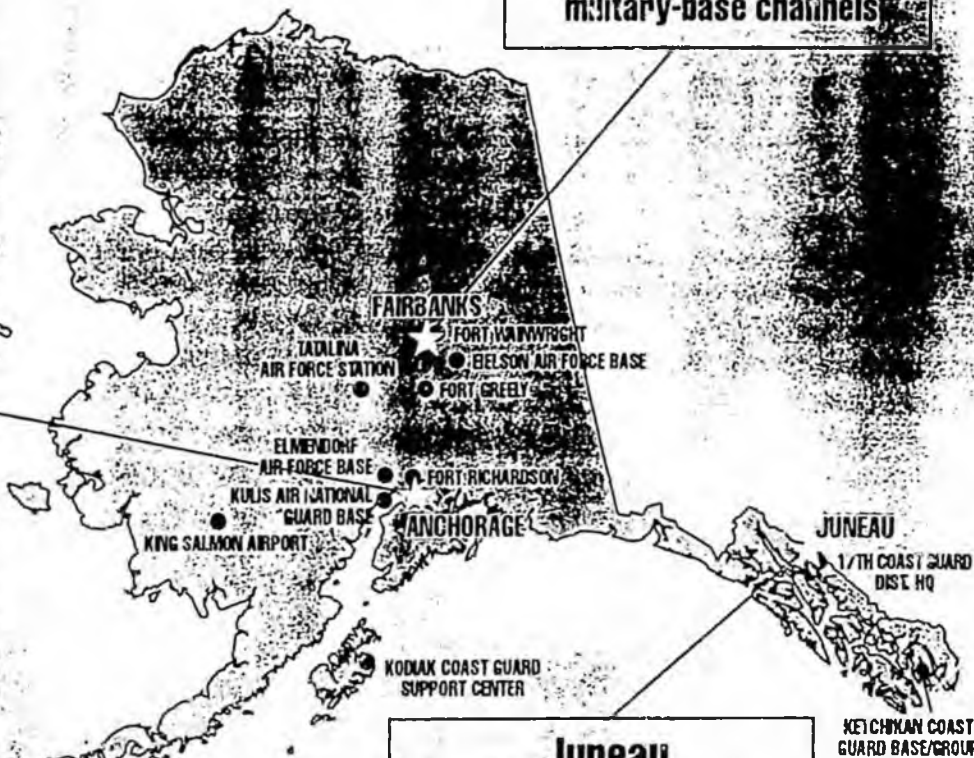 military-base channels
FAIRBANKS
FORT WAINWRIGHT
TATALINA
AIR FORCE STATION
EIELSON AIR FORCE BASE
FORT GREELY
ELMENDORF
AIR FORCE BASE
FORT RICHARDSON
KULIS AIR NATIONAL
GUARD BASE
ANCHORAGE
KING SALMON AIRPORT
JUNEAU
17TH COAST GUARD
DIST. HQ
KODIAK COAST GUARD
SUPPORT CENTER
Juneau
KETCHIKAN COAST
GUARD BASE/GROUP